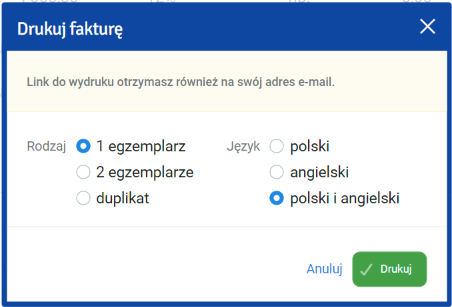 Drukuj fakturę
Link do wydruku otrzymasz również na swój adres e-mail.
Rodzaj
1 egzemplarz
2 egzemplarze
duplikat
Język
polski
angielski
polski i angielski
Anuluj
Drukuj